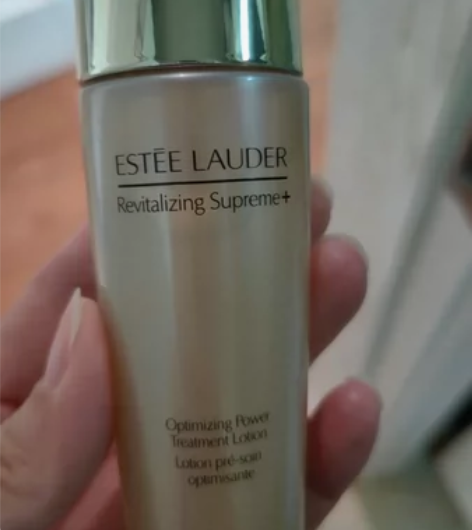 ESTĒE LAUDER
Revitalizing Supreme+
Optimizing Power
Treatment Lotion
Lotion pré-soin
optimisante